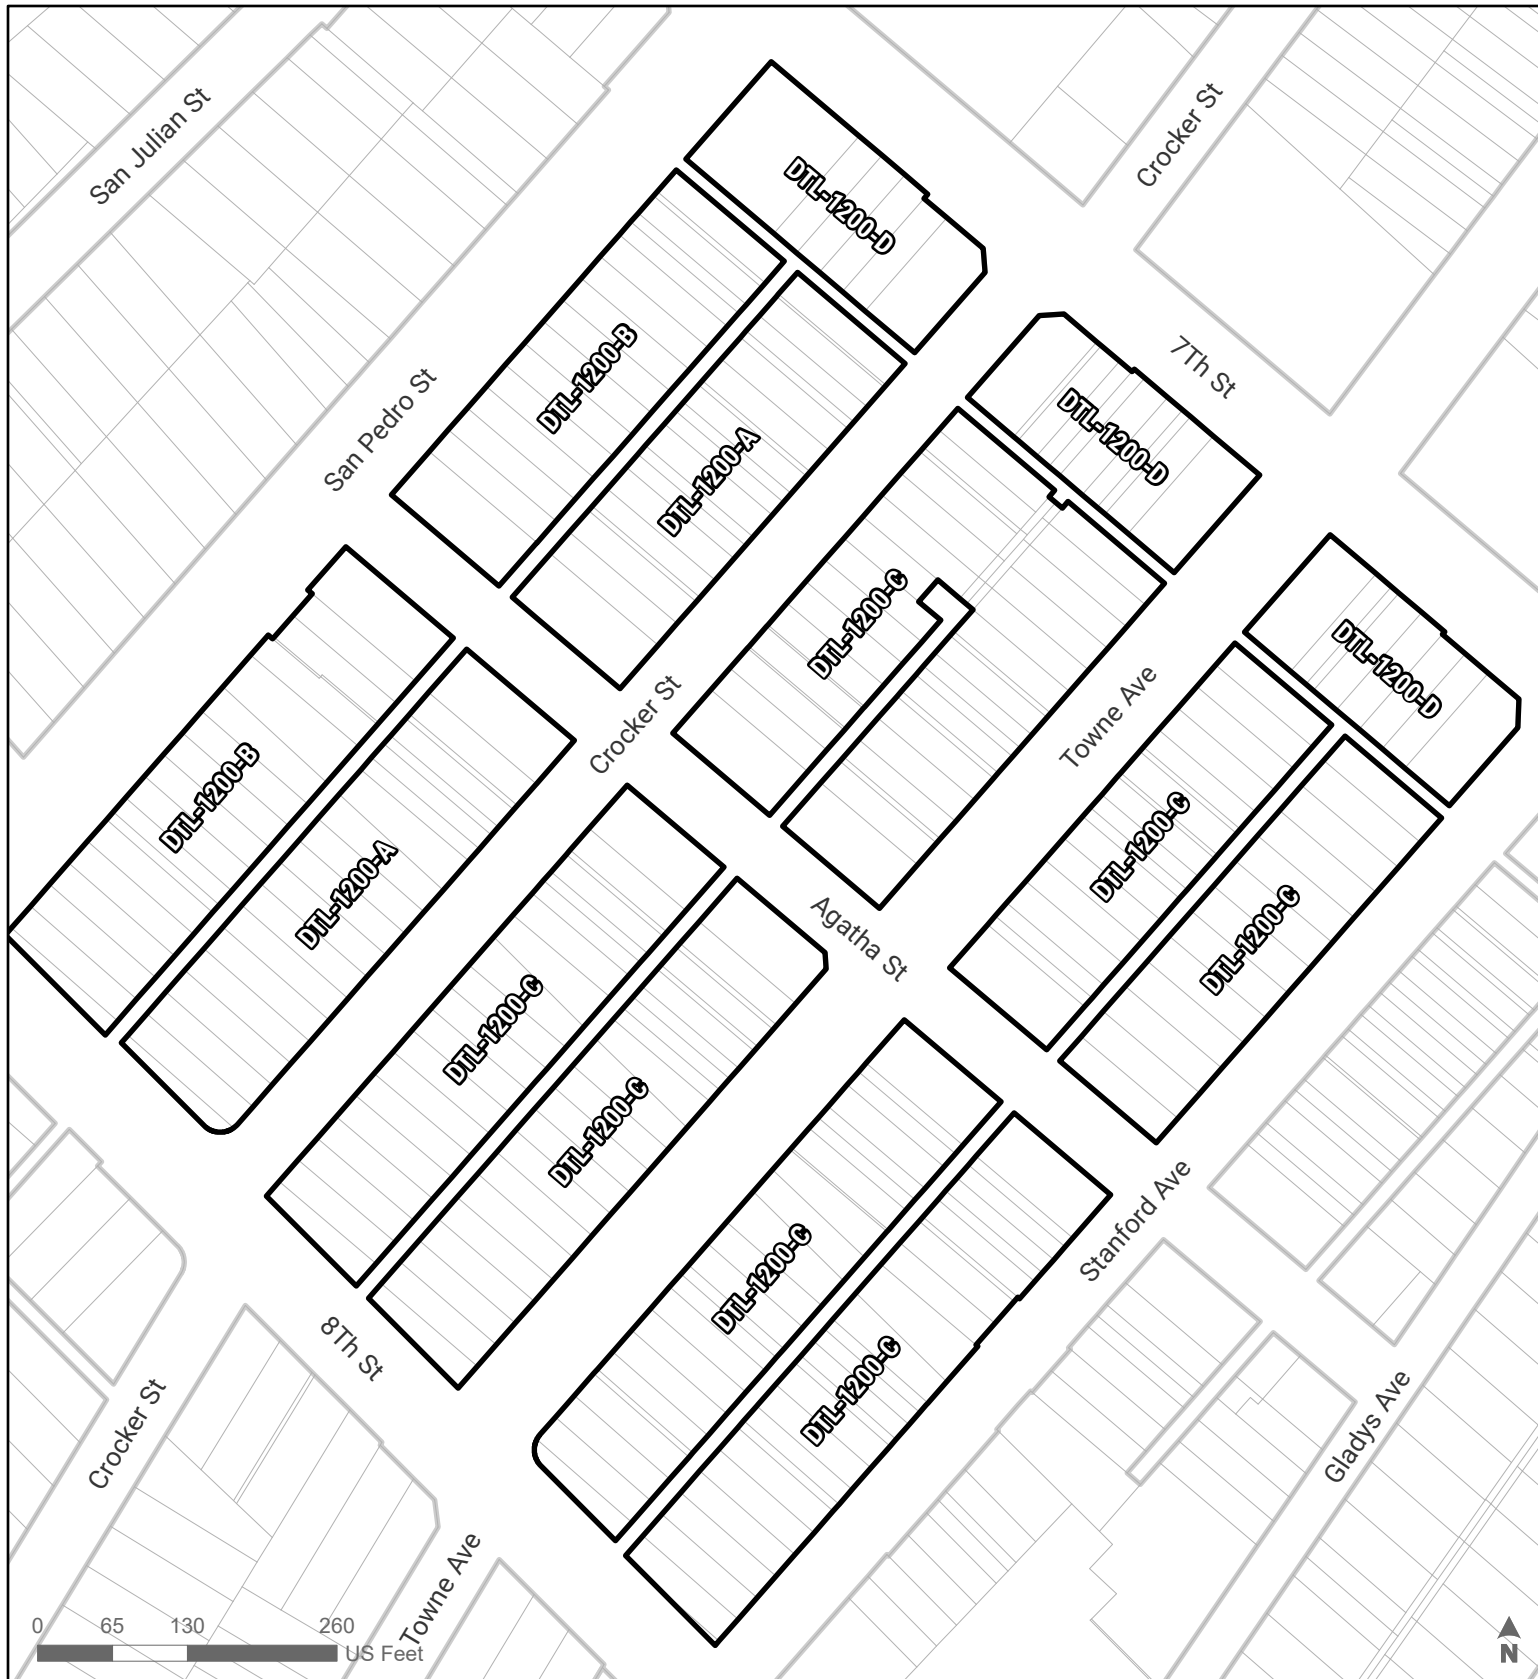 San Julian St
Crocker St
DTL-1200-D
7Th St
DTL-1200-B
San Pedro St
DTL-1200-A
DTL-1200-D
DTL-1200-C
DTL-1200-D
Towne Ave
Crocker St
DTL-1200-B
DTL-1200-A
DTL-1200-C
Agatha St
DTL-1200-C
DTL-1200-C
DTL-1200-C
Stanford Ave
DTL-1200-C
DTL-1200-C
8Th St
Crocker St
Gladys Ave
Towne Ave
0 65 130 260
US Feet
N